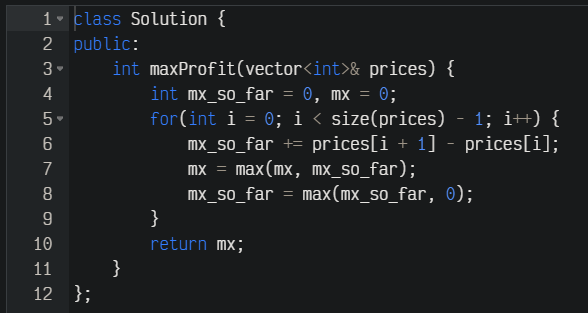 1 class Solution {
2 public:
3     int maxProfit(vector<int>& prices) {
4         int mx_so_far = 0, mx = 0;
5         for(int i = 0; i < size(prices) - 1; i++) {
6             mx_so_far += prices[i + 1] - prices[i];
7             mx = max(mx, mx_so_far);
8             mx_so_far = max(mx_so_far, 0);
9         }
10         return mx;
11     }
12 };